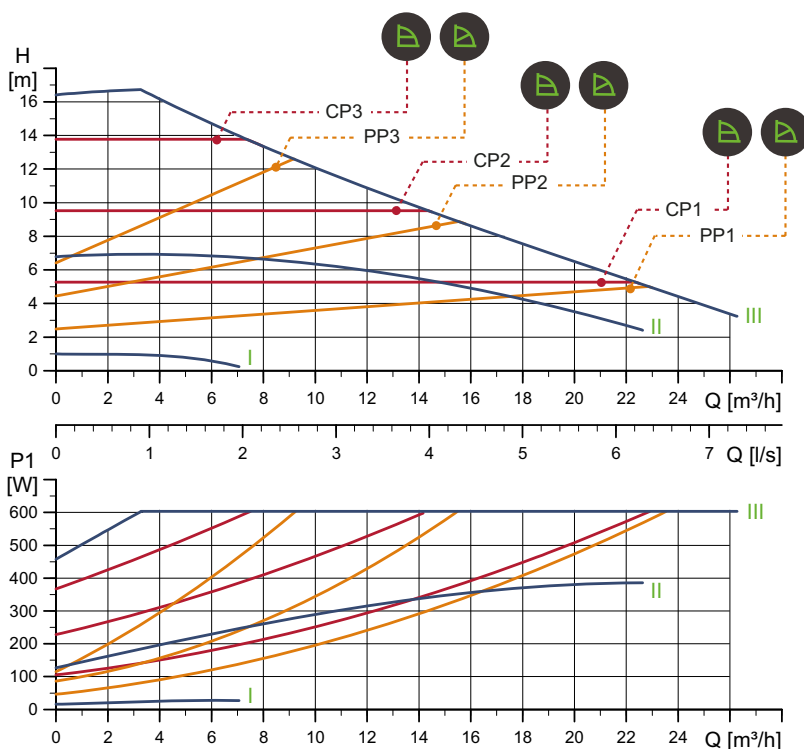 H
[m]
16
14
12
10
8
6
4
2
0
CP3
PP3
CP2
PP2
CP1
PP1
III
II
I
0 2 4 6 8 10 12 14 16 18 20 22 24
Q [m³/h]
0 1 2 3 4 5 6 7 Q [l/s]
P1
[W]
600
500
400
300
200
100
0
III
II
I
0 2 4 6 8 10 12 14 16 18 20 22 24 Q [m³/h]